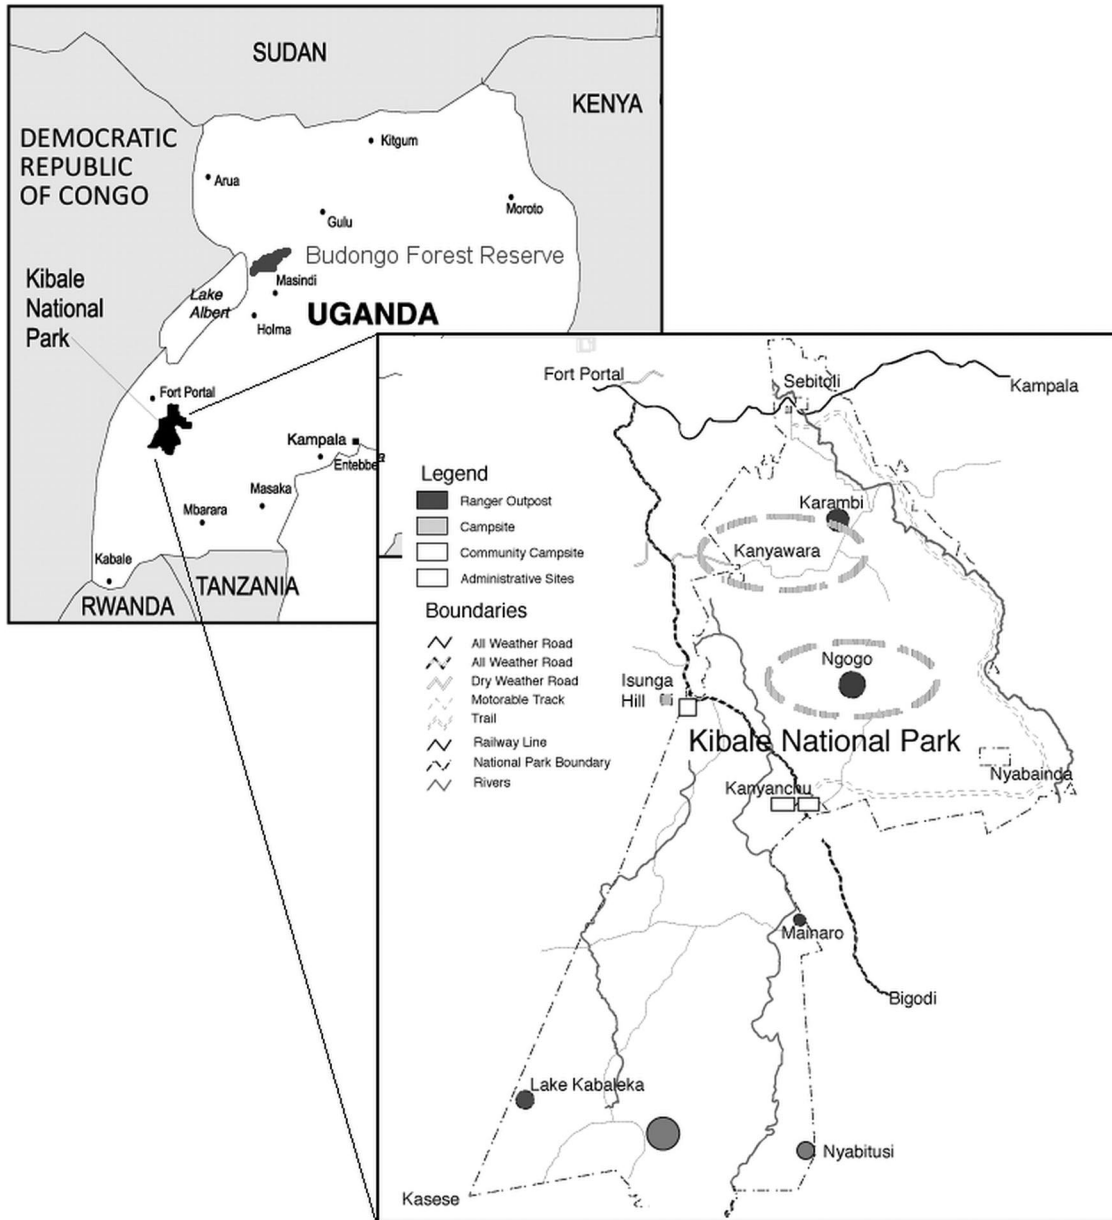 SUDAN
KENYA
DEMOCRATIC
REPUBLIC
OF CONGO
Kitgum
Arua
Moroto
Gulu
Budongo Forest Reserve
Kibale
National
Park
Masindi
Lake
Albert
UGANDA
Holma
Fort Portal
Kampala
Entebbe
Masaka
Mbarara
Kabale
TANZANIA
RWANDA
Fort Portal
Sebitoli
Kampala
Legend
Ranger Outpost
Campsite
Community Campsite
Administrative Sites
Boundaries
All Weather Road
All Weather Road
Dry Weather Road
Motorable Track
Trail
Railway Line
National Park Boundary
Rivers
Karambi
Kanyawara
Ngogo
Isunga
Hill
Kibale National Park
Nyabainda
Kanyanchu
Mainaro
Bigodi
Lake Kabaleka
Nyabitusi
Kasese